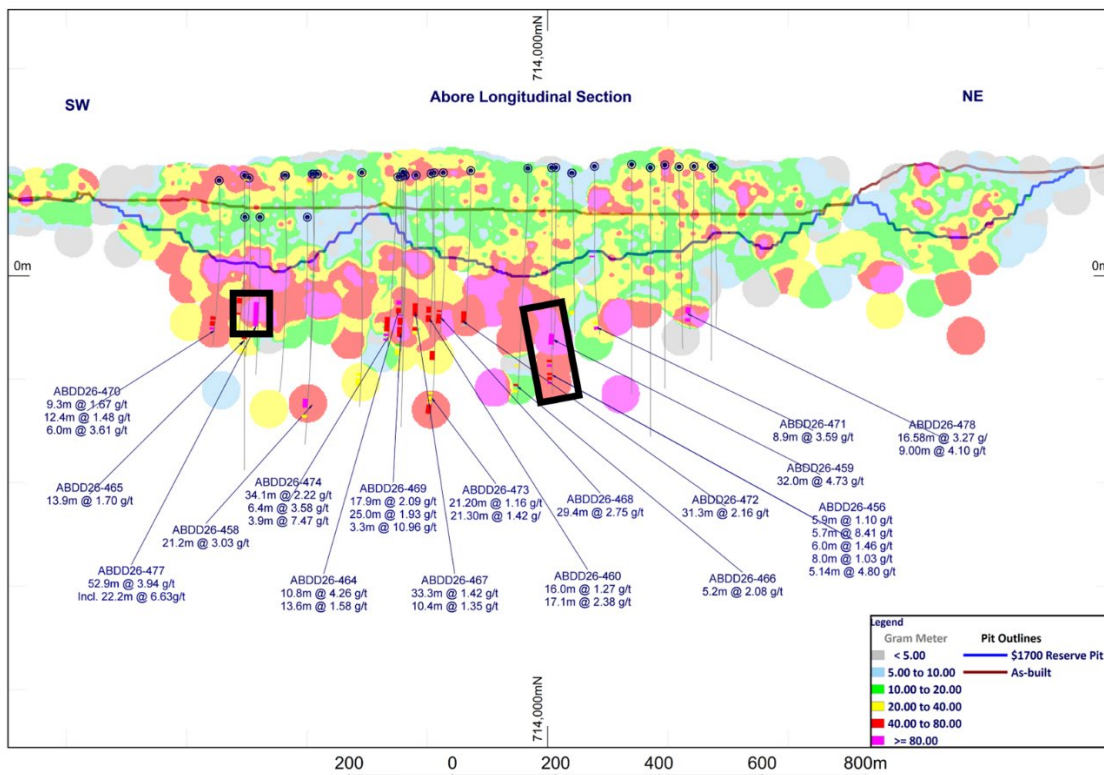 714,000mN
SW
Abore Longitudinal Section
NE
0m
0m
ABDD26-470
9.3m @ 1.67 g/t
12.4m @ 1.48 g/t
6.0m @ 3.61 g/t
ABDD26-465
13.9m @ 1.70 g/t
ABDD26-458
21.2m @ 3.03 g/t
ABDD26-477
52.9m @ 3.94 g/t
Incl. 22.2m @ 6.63g/t
ABDD26-474
34.1m @ 2.22 g/t
6.4m @ 3.58 g/t
3.9m @ 7.47 g/t
ABDD26-464
10.8m @ 4.26 g/t
13.6m @ 1.58 g/t
ABDD26-469
17.9m @ 2.09 g/t
25.0m @ 1.93 g/t
3.3m @ 10.96 g/t
ABDD26-467
33.3m @ 1.42 g/t
10.4m @ 1.35 g/t
ABDD26-473
21.20m @ 1.16 g/t
21.30m @ 1.42 g/
ABDD26-460
16.0m @ 1.27 g/t
17.1m @ 2.38 g/t
ABDD26-468
29.4m @ 2.75 g/t
ABDD26-466
5.2m @ 2.08 g/t
ABDD26-472
31.3m @ 2.16 g/t
ABDD26-471
8.9m @ 3.59 g/t
ABDD26-459
32.0m @ 4.73 g/t
ABDD26-456
5.9m @ 1.10 g/t
5.7m @ 8.41 g/t
6.0m @ 1.46 g/t
8.0m @ 1.03 g/t
5.14m @ 4.80 g/t
ABDD26-478
16.58m @ 3.27 g/
9.00m @ 4.10 g/t
714,000mN
Legend
Gram Meter
< 5.00
5.00 to 10.00
10.00 to 20.00
20.00 to 40.00
40.00 to 80.00
>= 80.00
Pit Outlines
$1700 Reserve Pit
As-built
200 0 200 400 600 800m